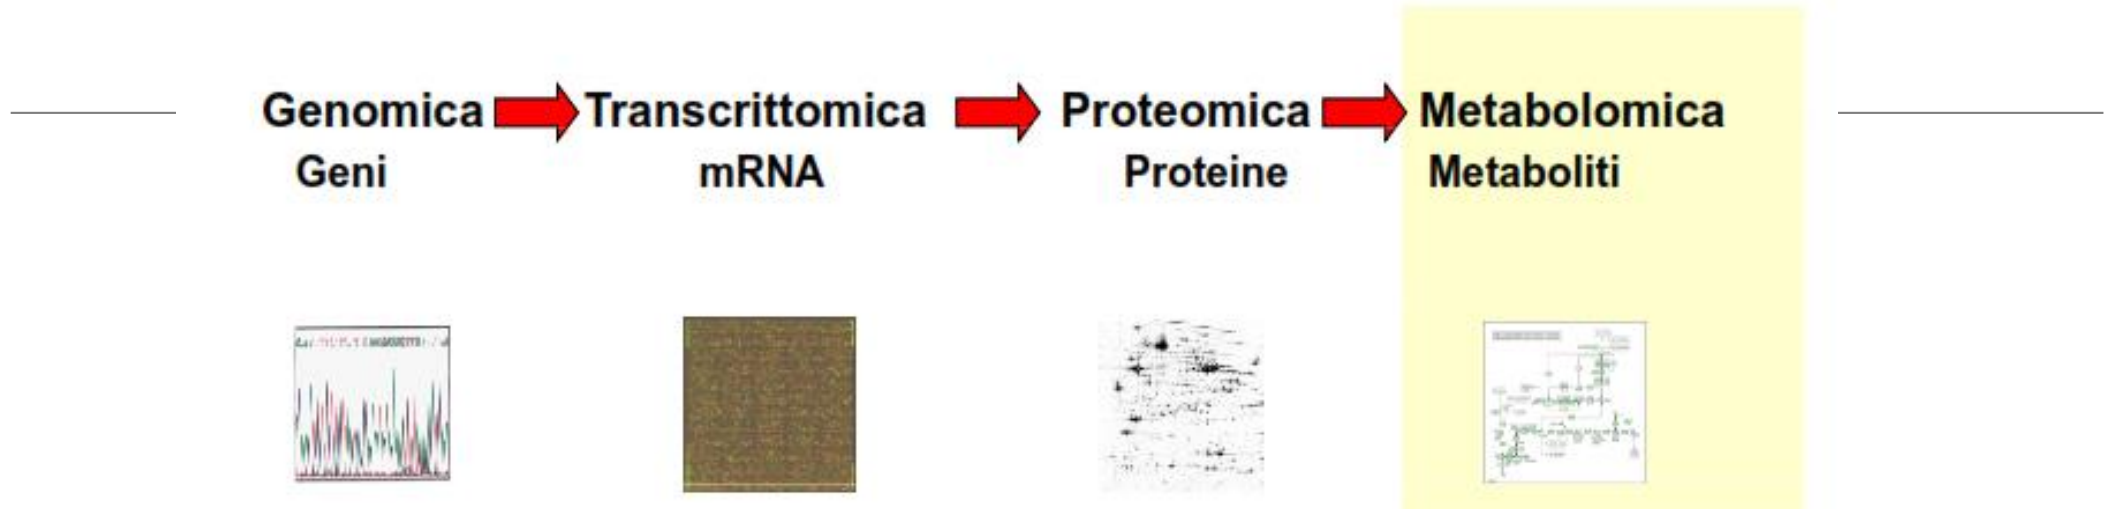 Genomica Transcrittomica Proteomica Metabolomica
Geni mRNA Proteine Metaboliti